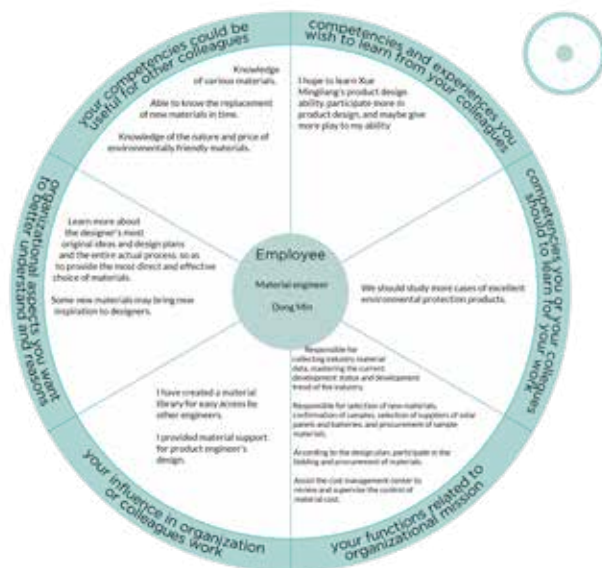 your competencies could be
useful for other colleagues
Knowledge
of various materials.
Able to know the replacement
of new materials in time.
Knowledge of the nature and price of
environmentally friendly materials.
competencies and experiences you
wish to learn from your colleagues
I hope to learn Xue
Mingliang's product design
ability, participate more in
product design, and maybe give
more play to my ability
competencies you or your colleagues
should to learn for your work
We should study more cases of excellent
environmental protection products.
organizational aspects you want
to better understand and reasons
Learn more about
the designer's most
original ideas and design plans
and the entire actual process, so as
to provide the most direct and effective
choice of materials.
Some new materials may bring new
inspiration to designers.
Employee
Material engineer
Dong Min
your influence in organization
or colleagues work
I have created a material
library for easy access by
other engineers.
I provided material support
for product engineer's
design.
your functions related to
organizational mission
Responsible for
collecting industry material
data, mastering the current
development status and development
trend of the industry.
Responsible for selection of new materials,
confirmation of samples, selection of suppliers of solar
panels and batteries, and procurement of sample
materials.
According to the design plan, participate in the
bidding and procurement of materials.
Assist the cost management center to
review and supervise the control of
material cost.